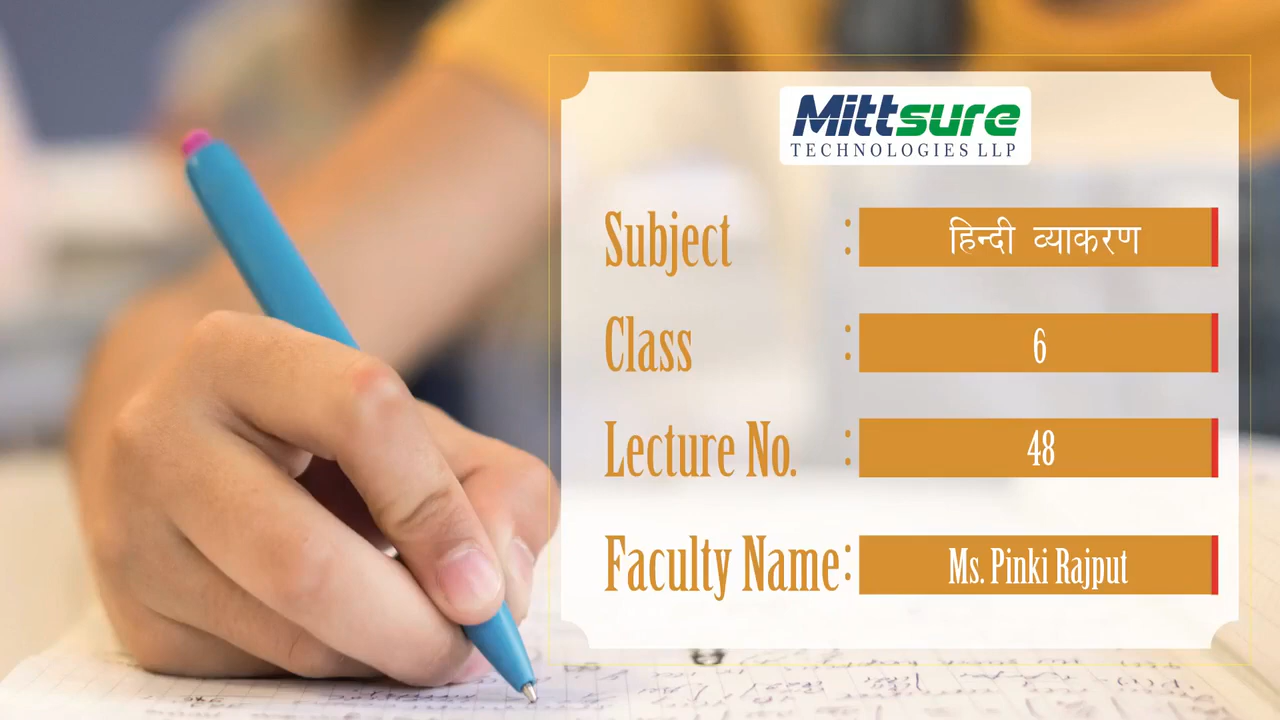 Mittsure
TECHNOLOGIES LLP
Subject : हिन्दी व्याकरण
Class : 6
Lecture No. : 48
Faculty Name : Ms. Pinki Rajput